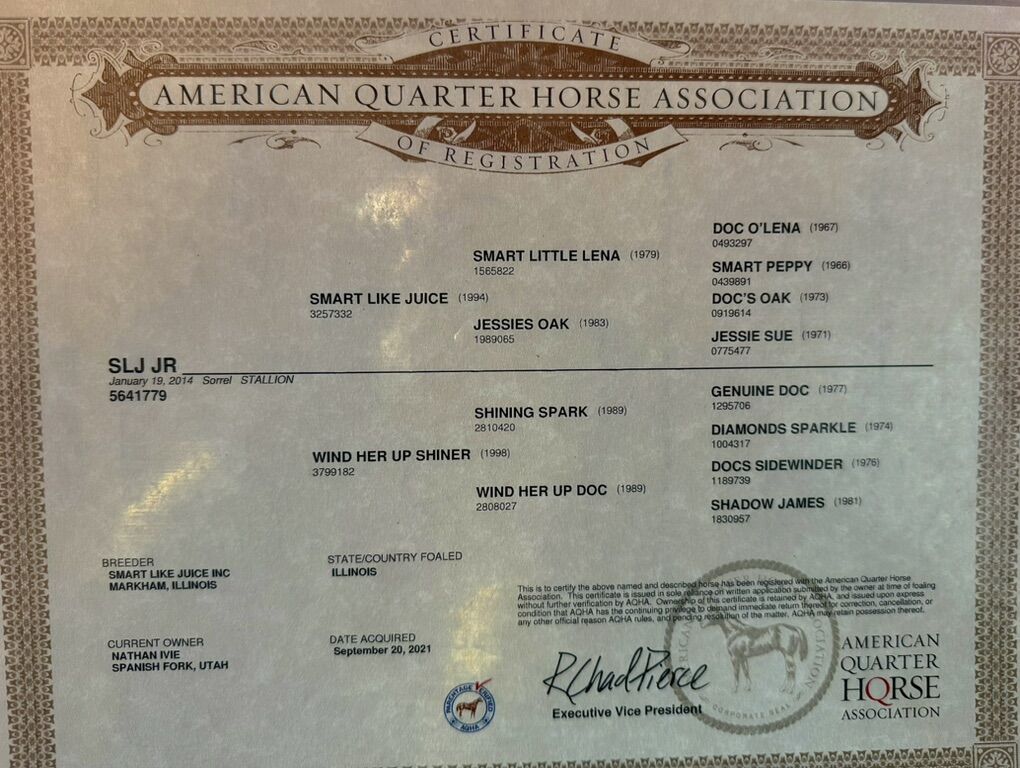 CERTIFICATE
AMERICAN QUARTER HORSE ASSOCIATION
OF REGISTRATION
DOC O'LENA (1967)
0493297
SMART LITTLE LENA (1979)
1565822
SMART PEPPY (1966)
0439891
SMART LIKE JUICE (1994)
3257332
DOC'S OAK (1973)
0919614
JESSIES OAK (1983)
1989065
JESSIE SUE (1971)
0775477
SLJ JR
January 19, 2014 Sorrel STALLION
5641779
GENUINE DOC (1977)
1295706
SHINING SPARK (1989)
2810420
DIAMONDS SPARKLE (1974)
1004317
WIND HER UP SHINER (1998)
3799182
DOCS SIDEWINDER (1976)
1189739
WIND HER UP DOC (1989)
2808027
SHADOW JAMES (1981)
1830957
BREEDER
SMART LIKE JUICE INC
MARKHAM, ILLINOIS
STATE/COUNTRY FOALED
ILLINOIS
This is to certify the above named and described horse has been registered with the American Quarter Horse
Association. This certificate is issued in sole reliance on written application submitted by the owner at time of foaling
without further verification by AQHA. Ownership of this certificate is retained by AQHA, and issued upon express
condition that AQHA has the continuing privilege to demand immediate return thereof for correction, cancellation, or
any other official reason AQHA rules, and pending resolution of the matter, AQHA may retain possession thereof.
CURRENT OWNER
NATHAN IVIE
SPANISH FORK, UTAH
DATE ACQUIRED
September 20, 2021
PARENTAGE VERIFIED
AQHA
R Chad Pierce
Executive Vice President
CORPORATE SEAL
AMERICAN
QUARTER
HORSE
ASSOCIATION